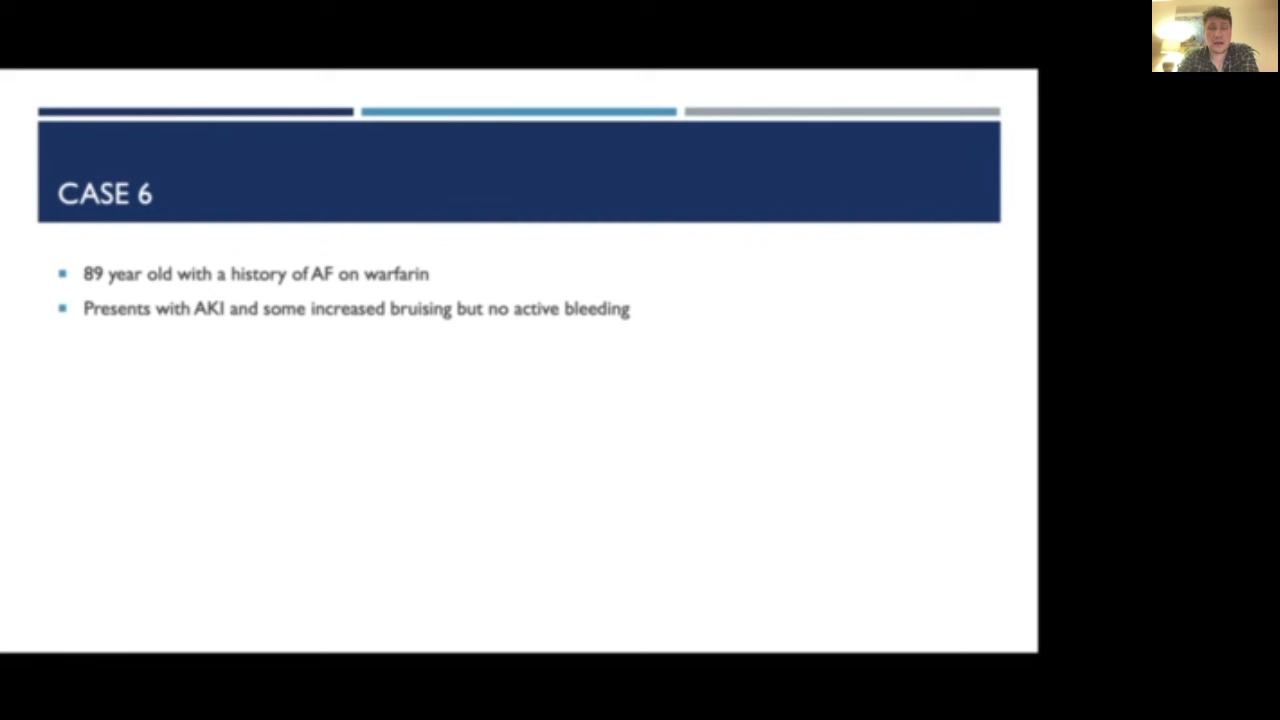 CASE 6
89 year old with a history of AF on warfarin
Presents with AKI and some increased bruising but no active bleeding